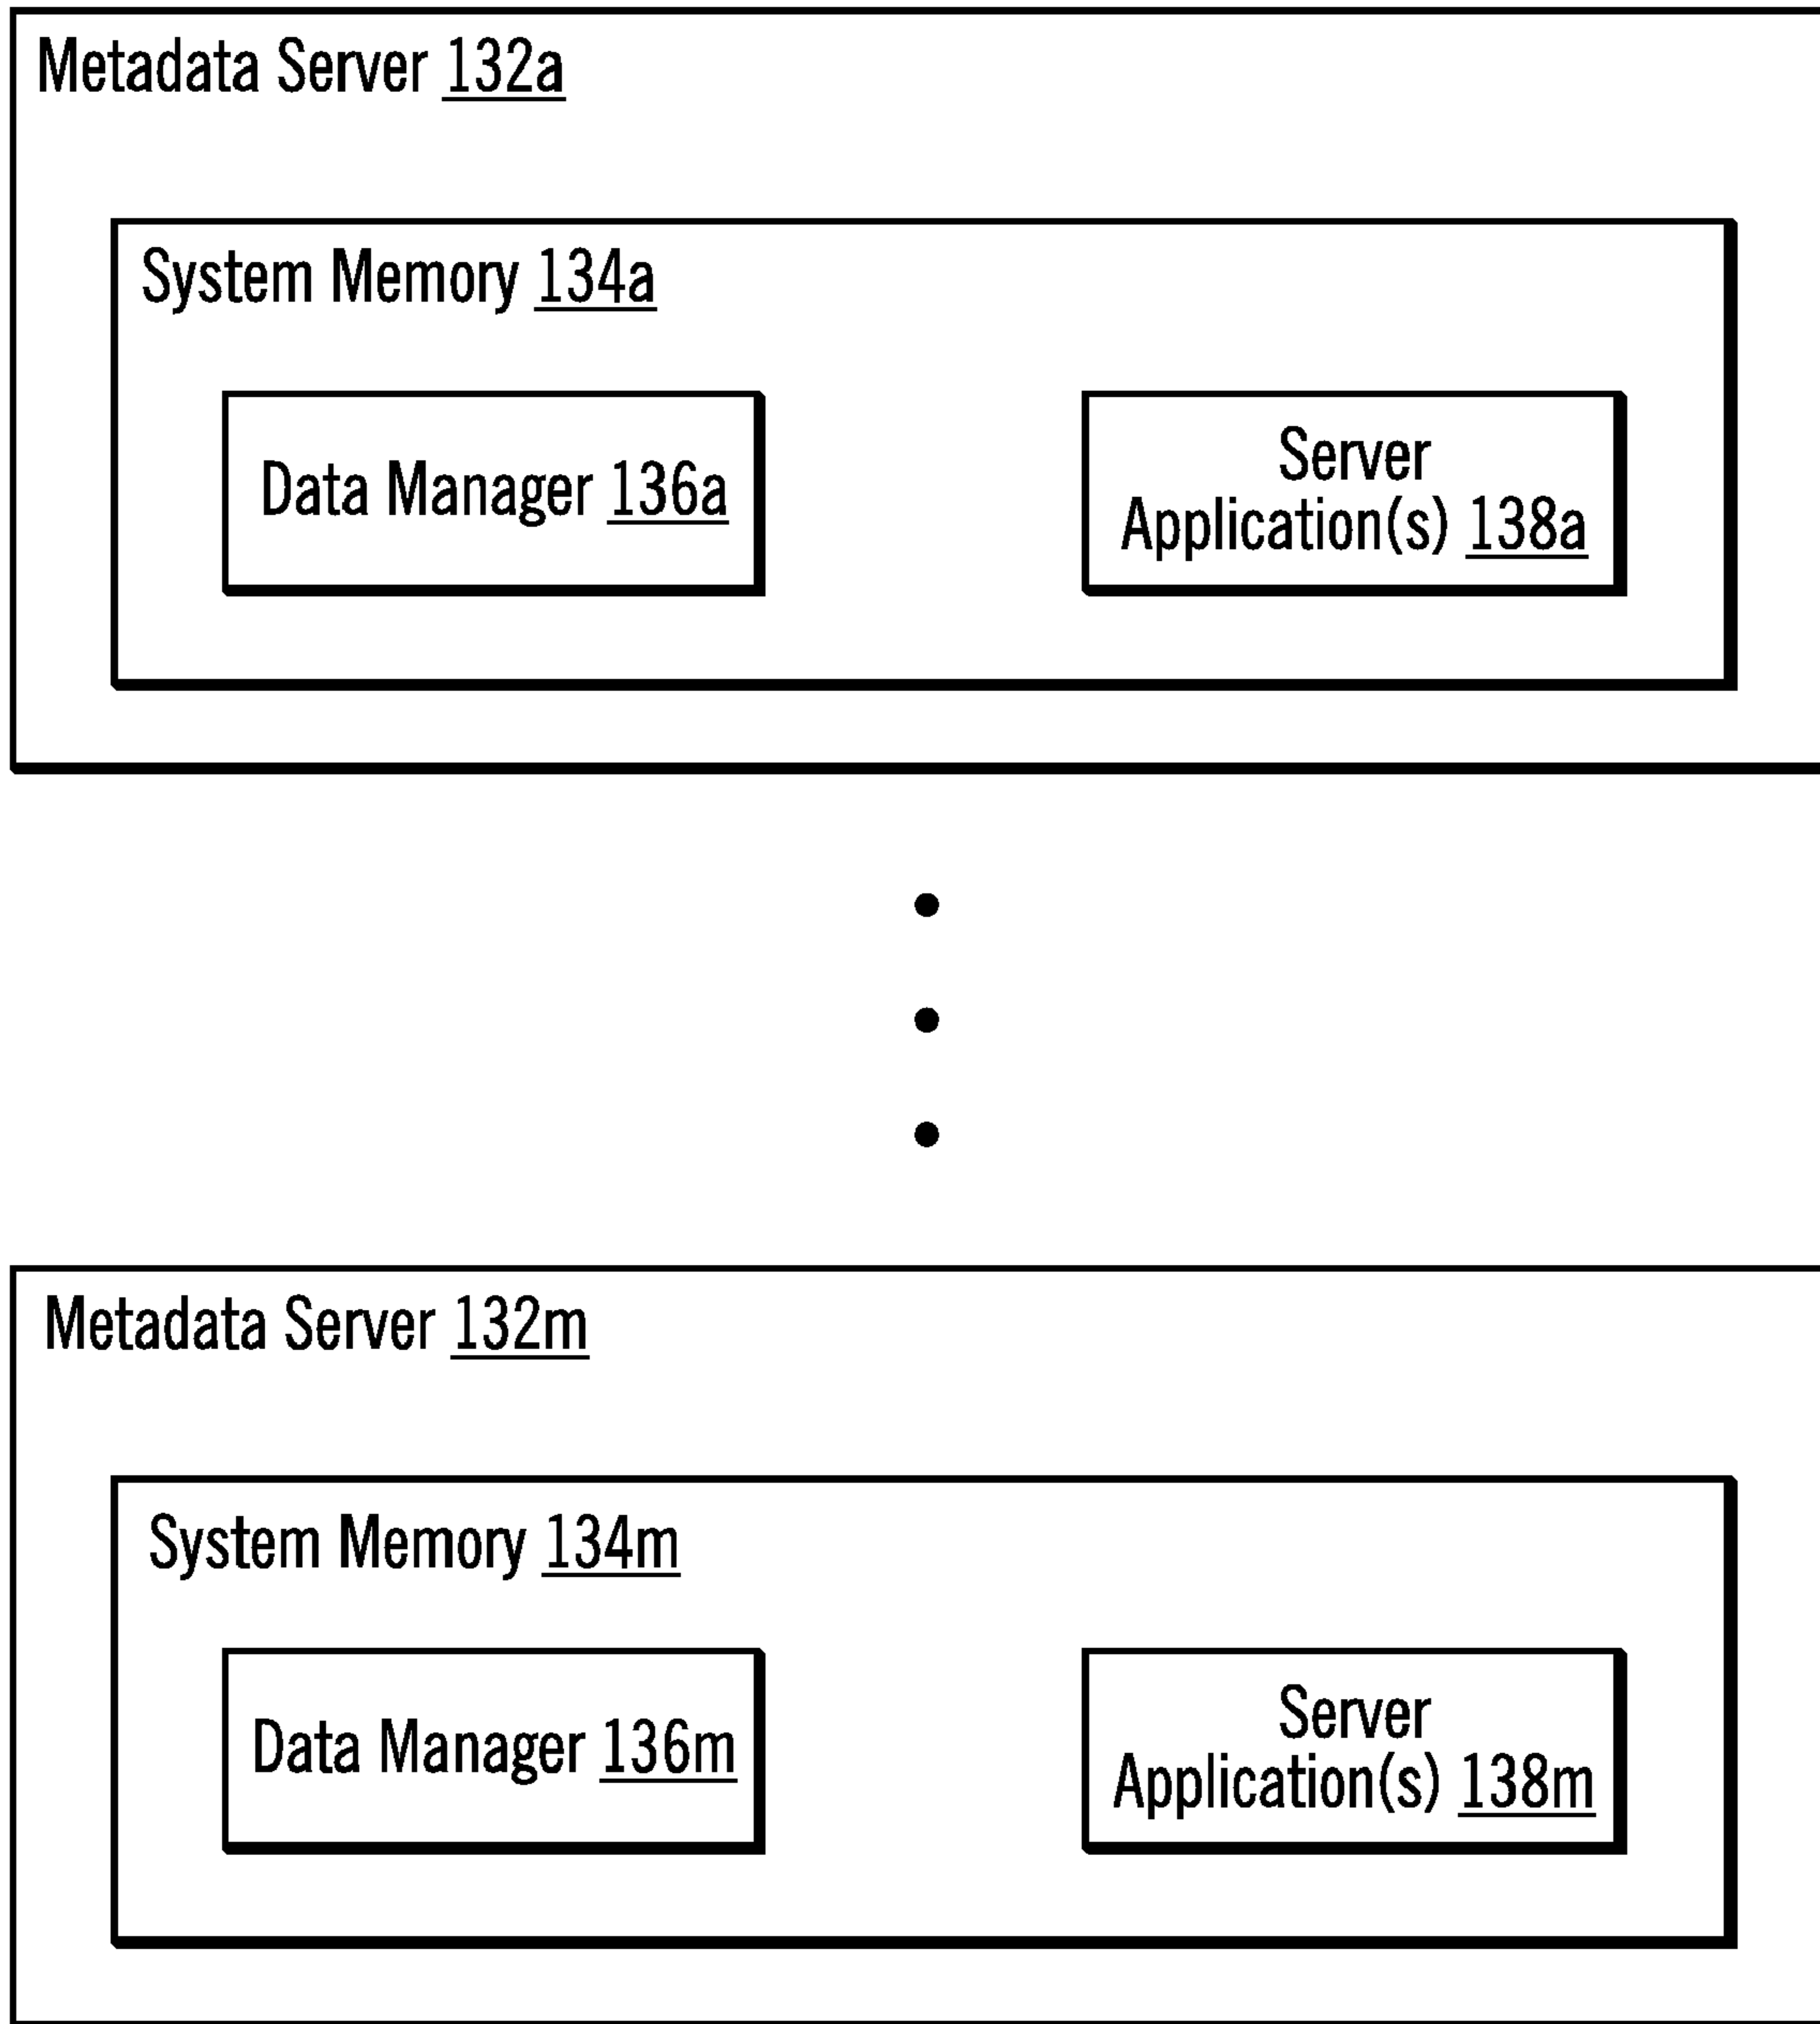 Metadata Server 132a
System Memory 134a
Data Manager 136a
Server
Application(s) 138a
Metadata Server 132m
System Memory 134m
Data Manager 136m
Server
Application(s) 138m